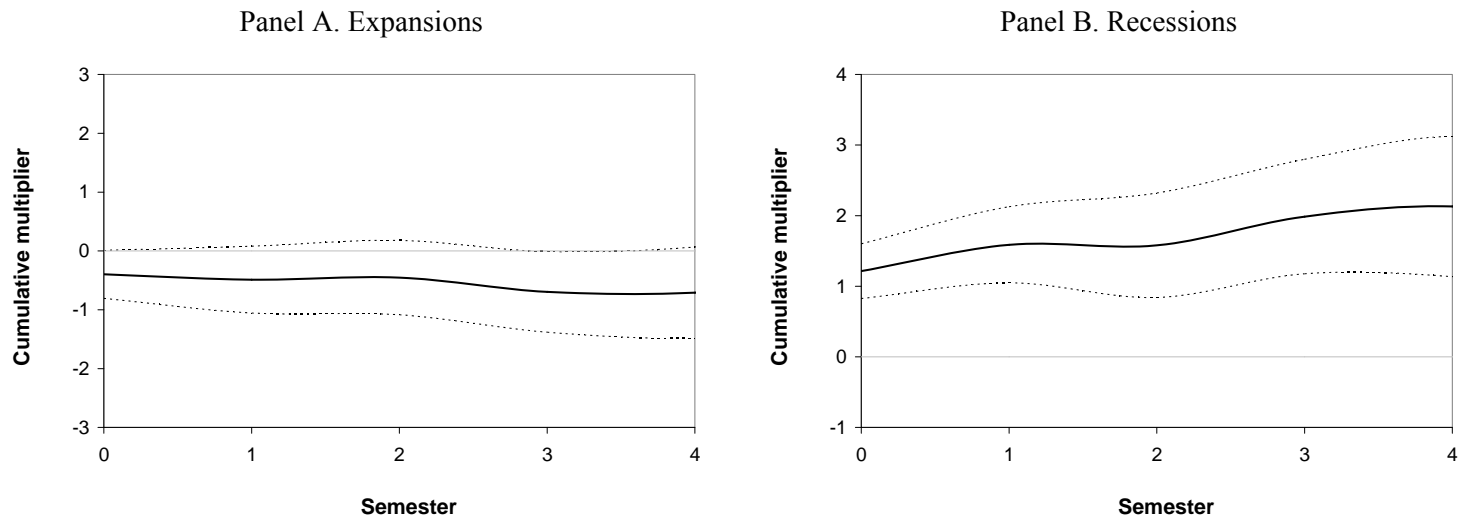 Panel A. Expansions
Cumulative multiplier
3
2
1
0
-1
-2
-3
0 1 2 3 4
Semester
Panel B. Recessions
Cumulative multiplier
4
3
2
1
0
-1
0 1 2 3 4
Semester